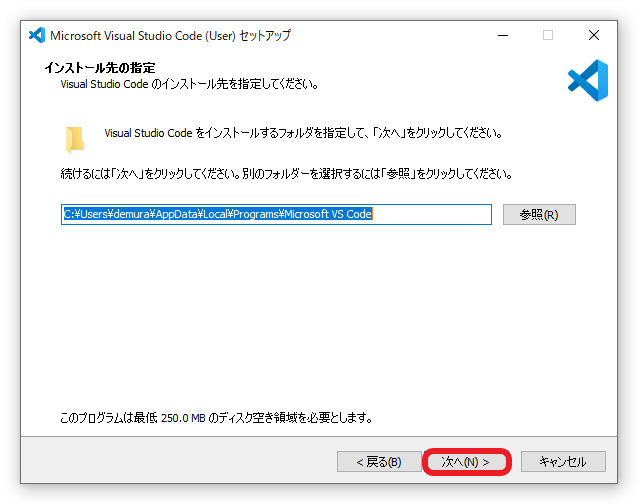 Microsoft Visual Studio Code (User) セットアップ
インストール先の指定
Visual Studio Code のインストール先を指定してください。
Visual Studio Code をインストールするフォルダを指定して、「次へ」をクリックしてください。
続けるには「次へ」をクリックしてください。別のフォルダーを選択するには「参照」をクリックしてください。
C:¥Users¥demura¥AppData¥Local¥Programs¥Microsoft VS Code
参照(R)
このプログラムは最低 250.0 MB のディスク空き領域を必要とします。
< 戻る(B)
次へ(N) >
キャンセル